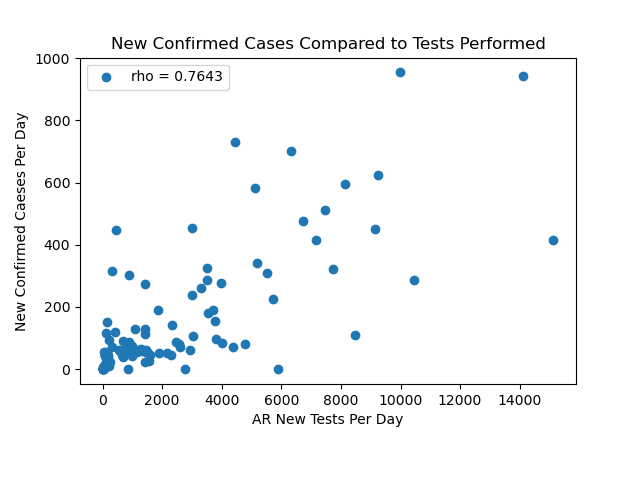 New Confirmed Cases Compared to Tests Performed
rho = 0.7643
New Confirmed Caeses Per Day
1000
800
600
400
200
0
0 2000 4000 6000 8000 10000 12000 14000
AR New Tests Per Day